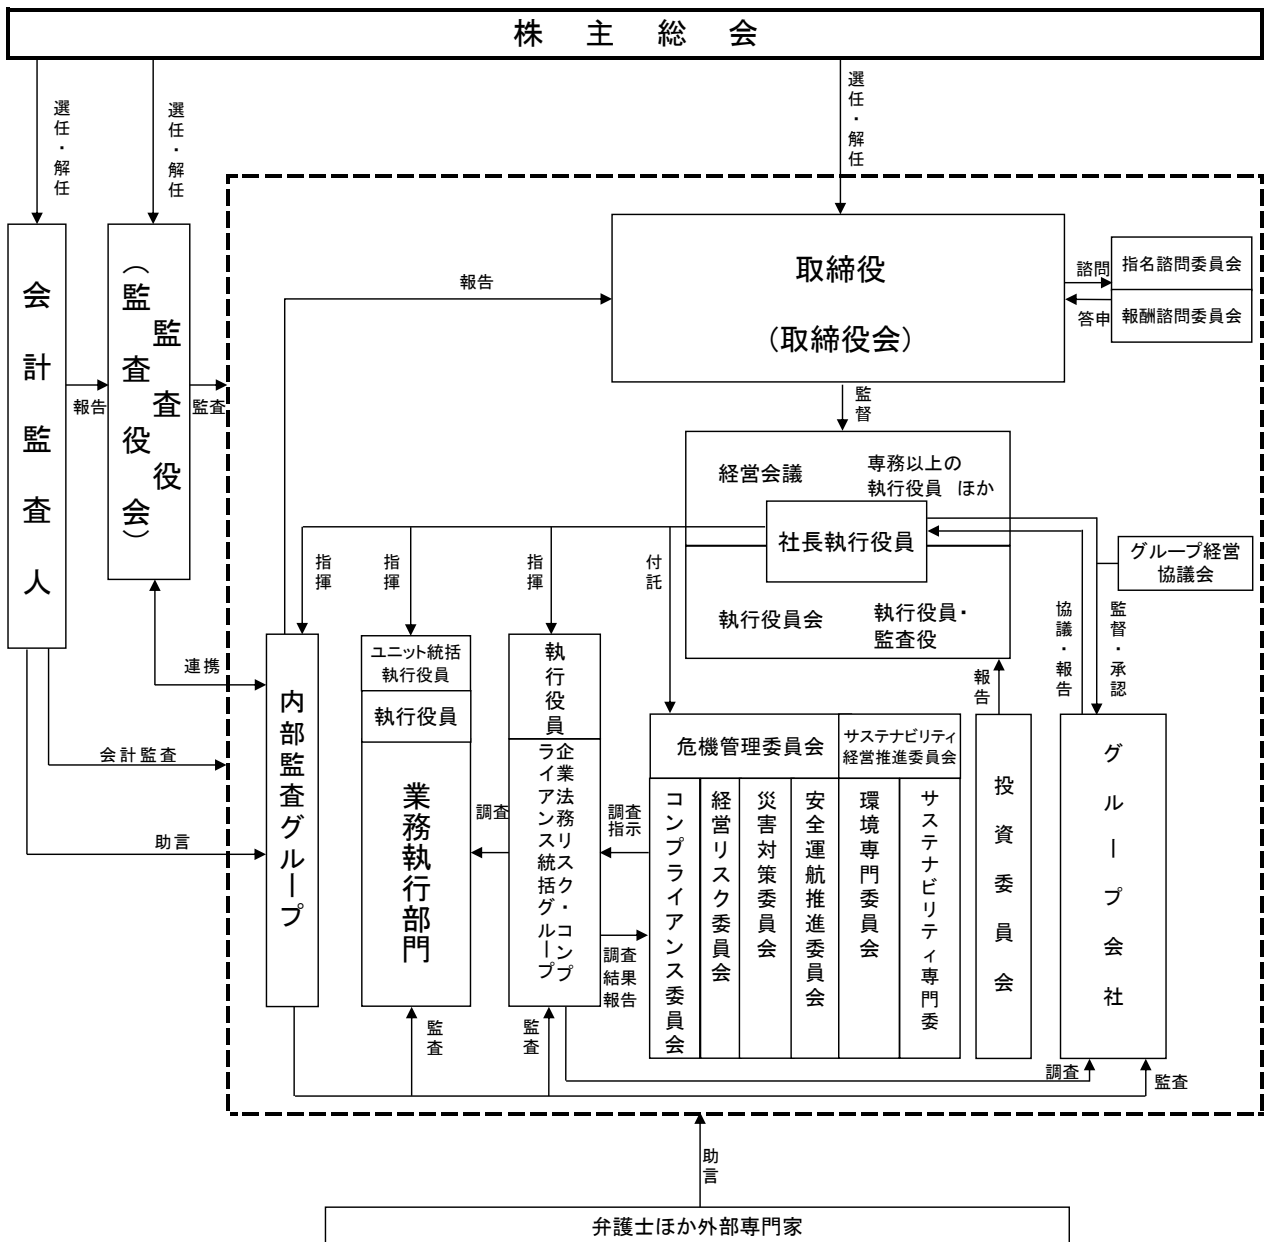 株主総会
選任・解任
選任・解任
選任・解任
会計監査人
監査役
（監査役会）
報告
監査
報告
取締役
（取締役会）
諮問
答申
指名諮問委員会
報酬諮問委員会
監督
経営会議
専務以上の
執行役員 ほか
社長執行役員
執行役員会
執行役員・
監査役
グループ経営
協議会
指揮
指揮
指揮
付託
協議・報告
監督・承認
報告
連携
会計監査
助言
内部監査グループ
ユニット統括
執行役員
執行役員
業務執行部門
調査
執行役員
企業法務リスク・コンプ
ライアンス統括グループ
調査
指示
調査
結果
報告
危機管理委員会
サステナビリティ
経営推進委員会
コンプライアンス委員会
経営リスク委員会
災害対策委員会
安全運航推進委員会
環境専門委員会
サステナビリティ専門委
投資委員会
グループ会社
監査
監査
調査
監査
助言
弁護士ほか外部専門家